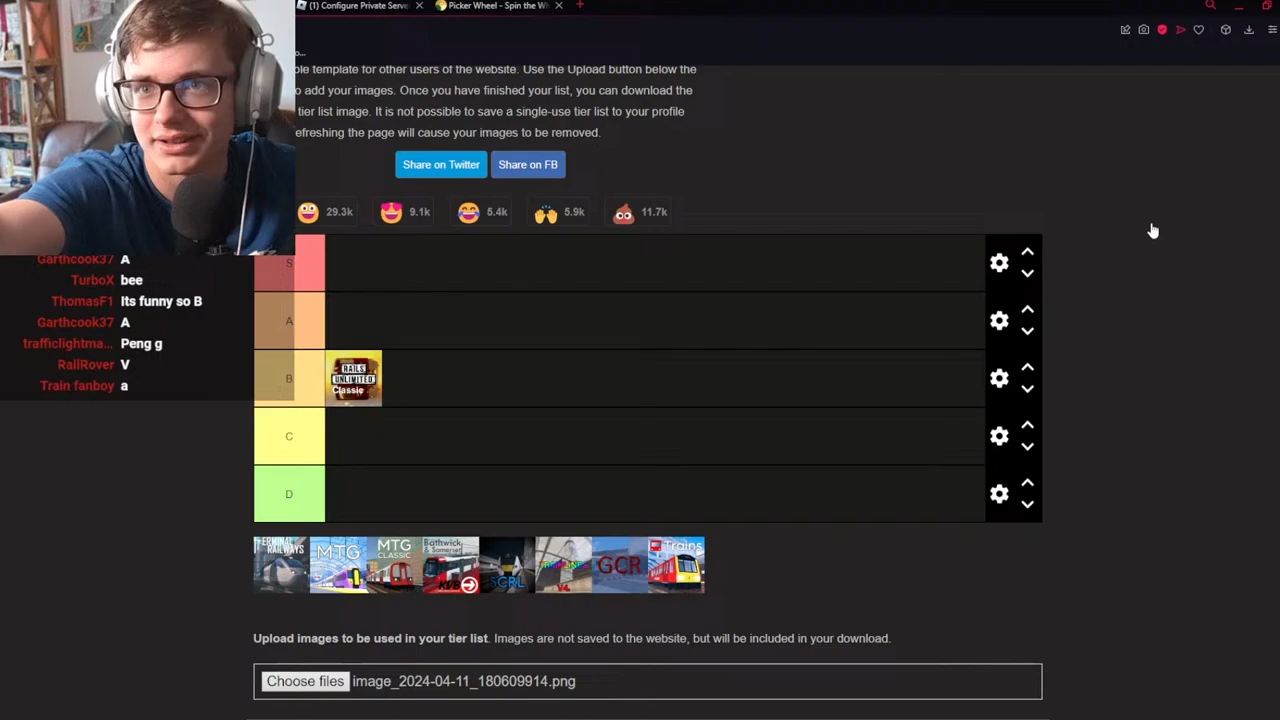 (1) Configure Private Serve
Picker Wheel - Spin the W
ble template for other users of the website. Use the Upload button below the
o add your images. Once you have finished your list, you can download the
tier list image. It is not possible to save a single-use tier list to your profile
efreshing the page will cause your images to be removed.
Share on Twitter Share on FB
29.3k 9.1k 5.4k 5.9k 11.7k
Garthcook37 A
TurboX bee
ThomasF1 Its funny so B
Garthcook37 A
trafficlightma... Peng g
RailRover V
Train fanboy a
S
A
B
RAILS
UNLIMITED
Classic
C
D
ERMINAL
RAILWAYS
MTG
MTG
CLASSIC
Bathwick
& Somerset
KVB
SCRL
V4
GCR
Trains
Upload images to be used in your tier list. Images are not saved to the website, but will be included in your download.
Choose files image_2024-04-11_180609914.png